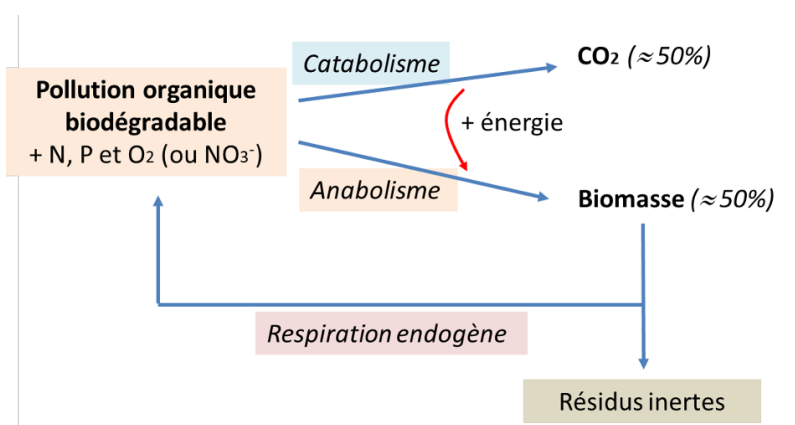 Catabolisme
CO2 (≈50%)
Pollution organique
biodégradable
+ N, P et O2 (ou NO3-)
+ énergie
Anabolisme
Biomasse (≈50%)
Respiration endogène
Résidus inertes